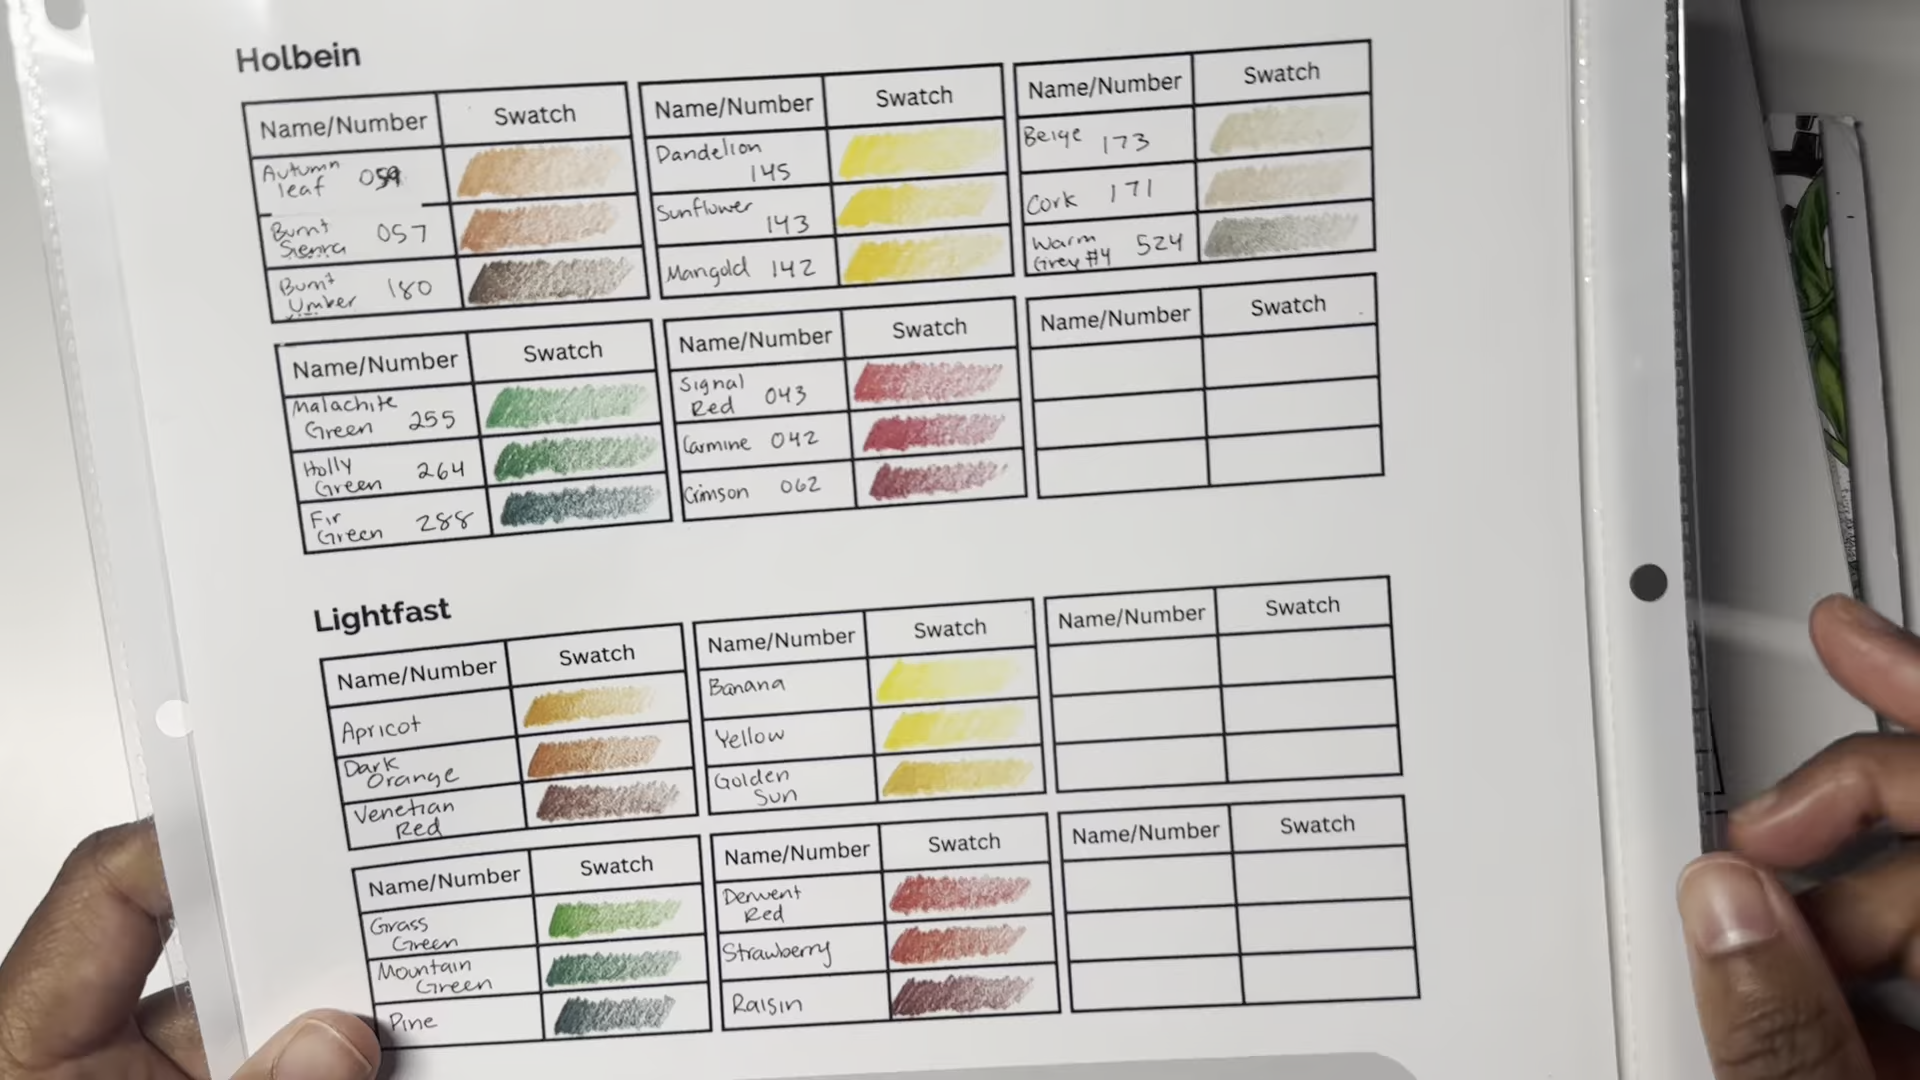 Holbein
Name/Number Swatch
Autumn
leaf 059
Burnt
Sienna 057
Burnt
Umber 180
Name/Number Swatch
Dandelion
145
Sunflower
143
Marigold 142
Name/Number Swatch
Beige 173
Cork 171
Warm
Grey #4 524
Name/Number Swatch
Malachite
Green 255
Holly
Green 264
Fir
Green 288
Name/Number Swatch
Signal
Red 043
Carmine 042
Crimson 062
Name/Number Swatch
Lightfast
Name/Number Swatch
Apricot
Dark
Orange
Venetian
Red
Name/Number Swatch
Banana
Yellow
Golden
Sun
Name/Number Swatch
Name/Number Swatch
Grass
Green
Mountain
Green
Pine
Name/Number Swatch
Derwent
Red
Strawberry
Raisin
Name/Number Swatch